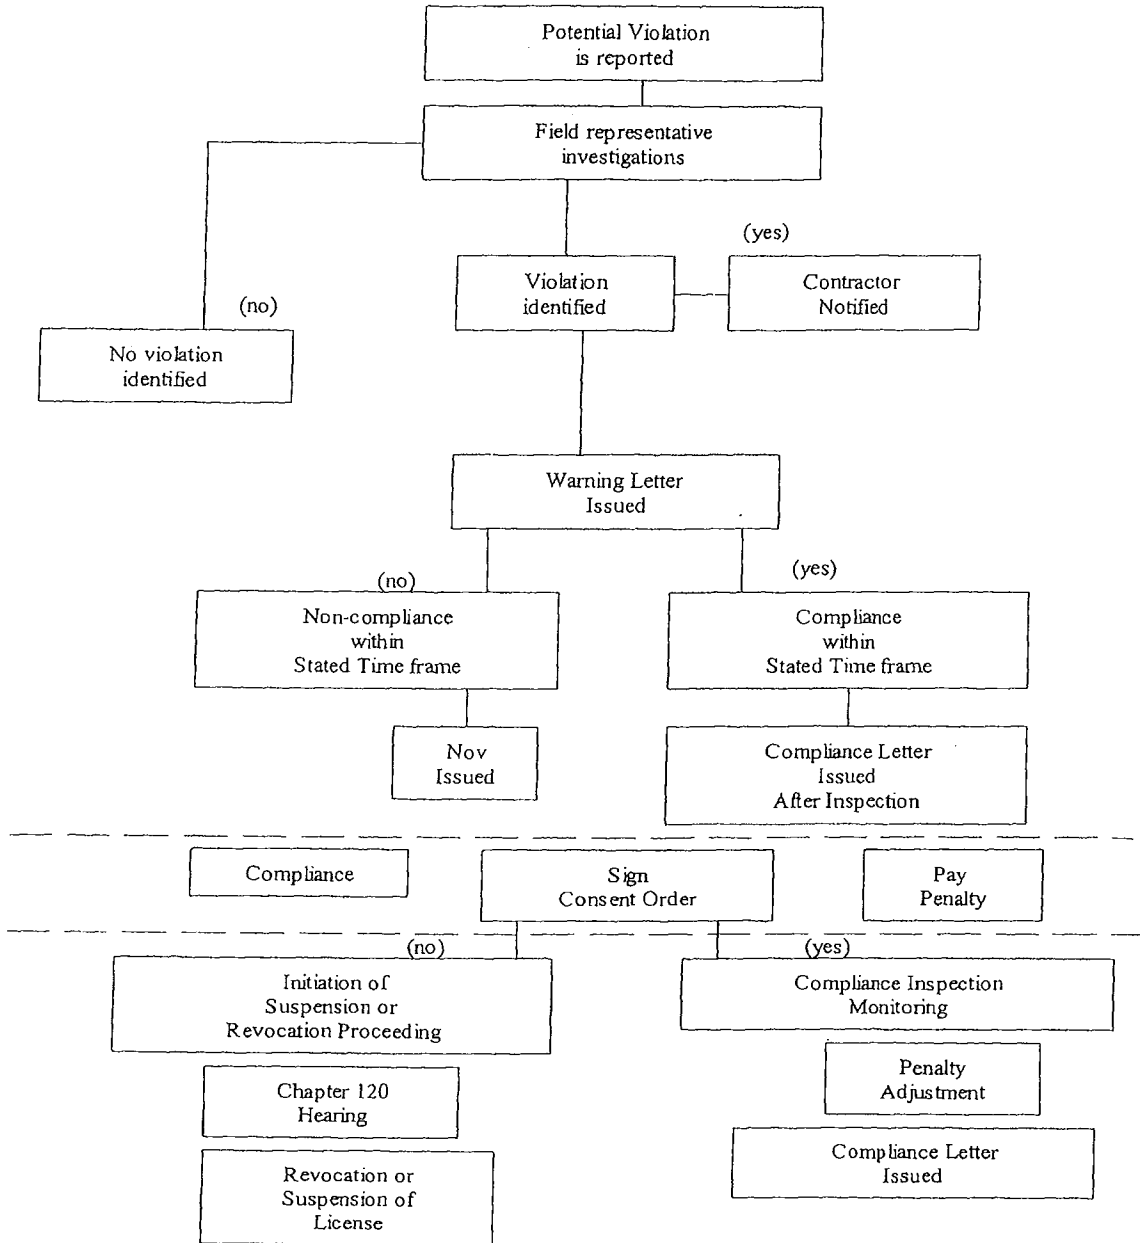 Potential Violation
is reported
Field representative
investigations
(yes)
Violation
identified
Contractor
Notified
(no)
No violation
identified
Warning Letter
Issued
(no)
(yes)
Non-compliance
within
Stated Time frame
Compliance
within
Stated Time frame
Nov
Issued
Compliance Letter
Issued
After Inspection
Compliance
Sign
Consent Order
Pay
Penalty
(no)
(yes)
Initiation of
Suspension or
Revocation Proceeding
Compliance Inspection
Monitoring
Chapter 120
Hearing
Penalty
Adjustment
Revocation or
Suspension of
License
Compliance Letter
Issued